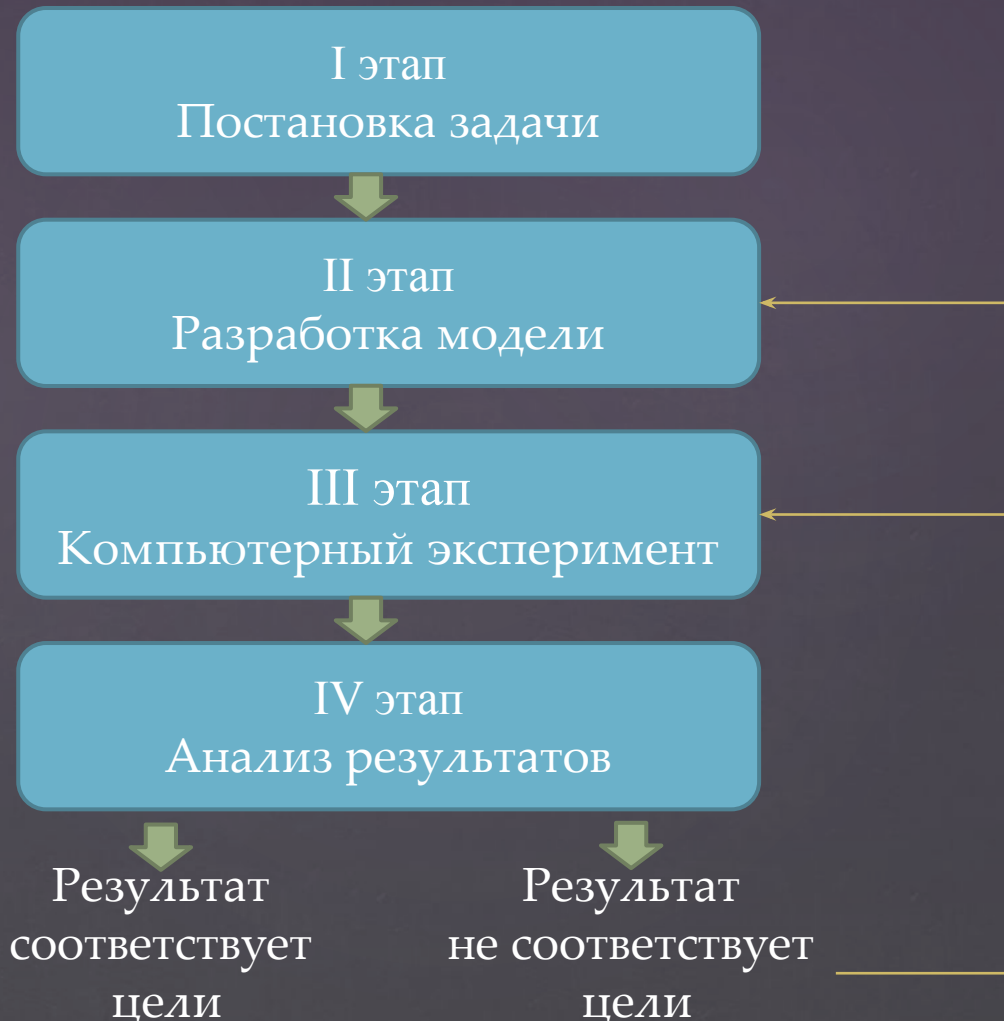 I этап
Постановка задачи
II этап
Разработка модели
III этап
Компьютерный эксперимент
IV этап
Анализ результатов
Результат
соответствует
цели
Результат
не соответствует
цели